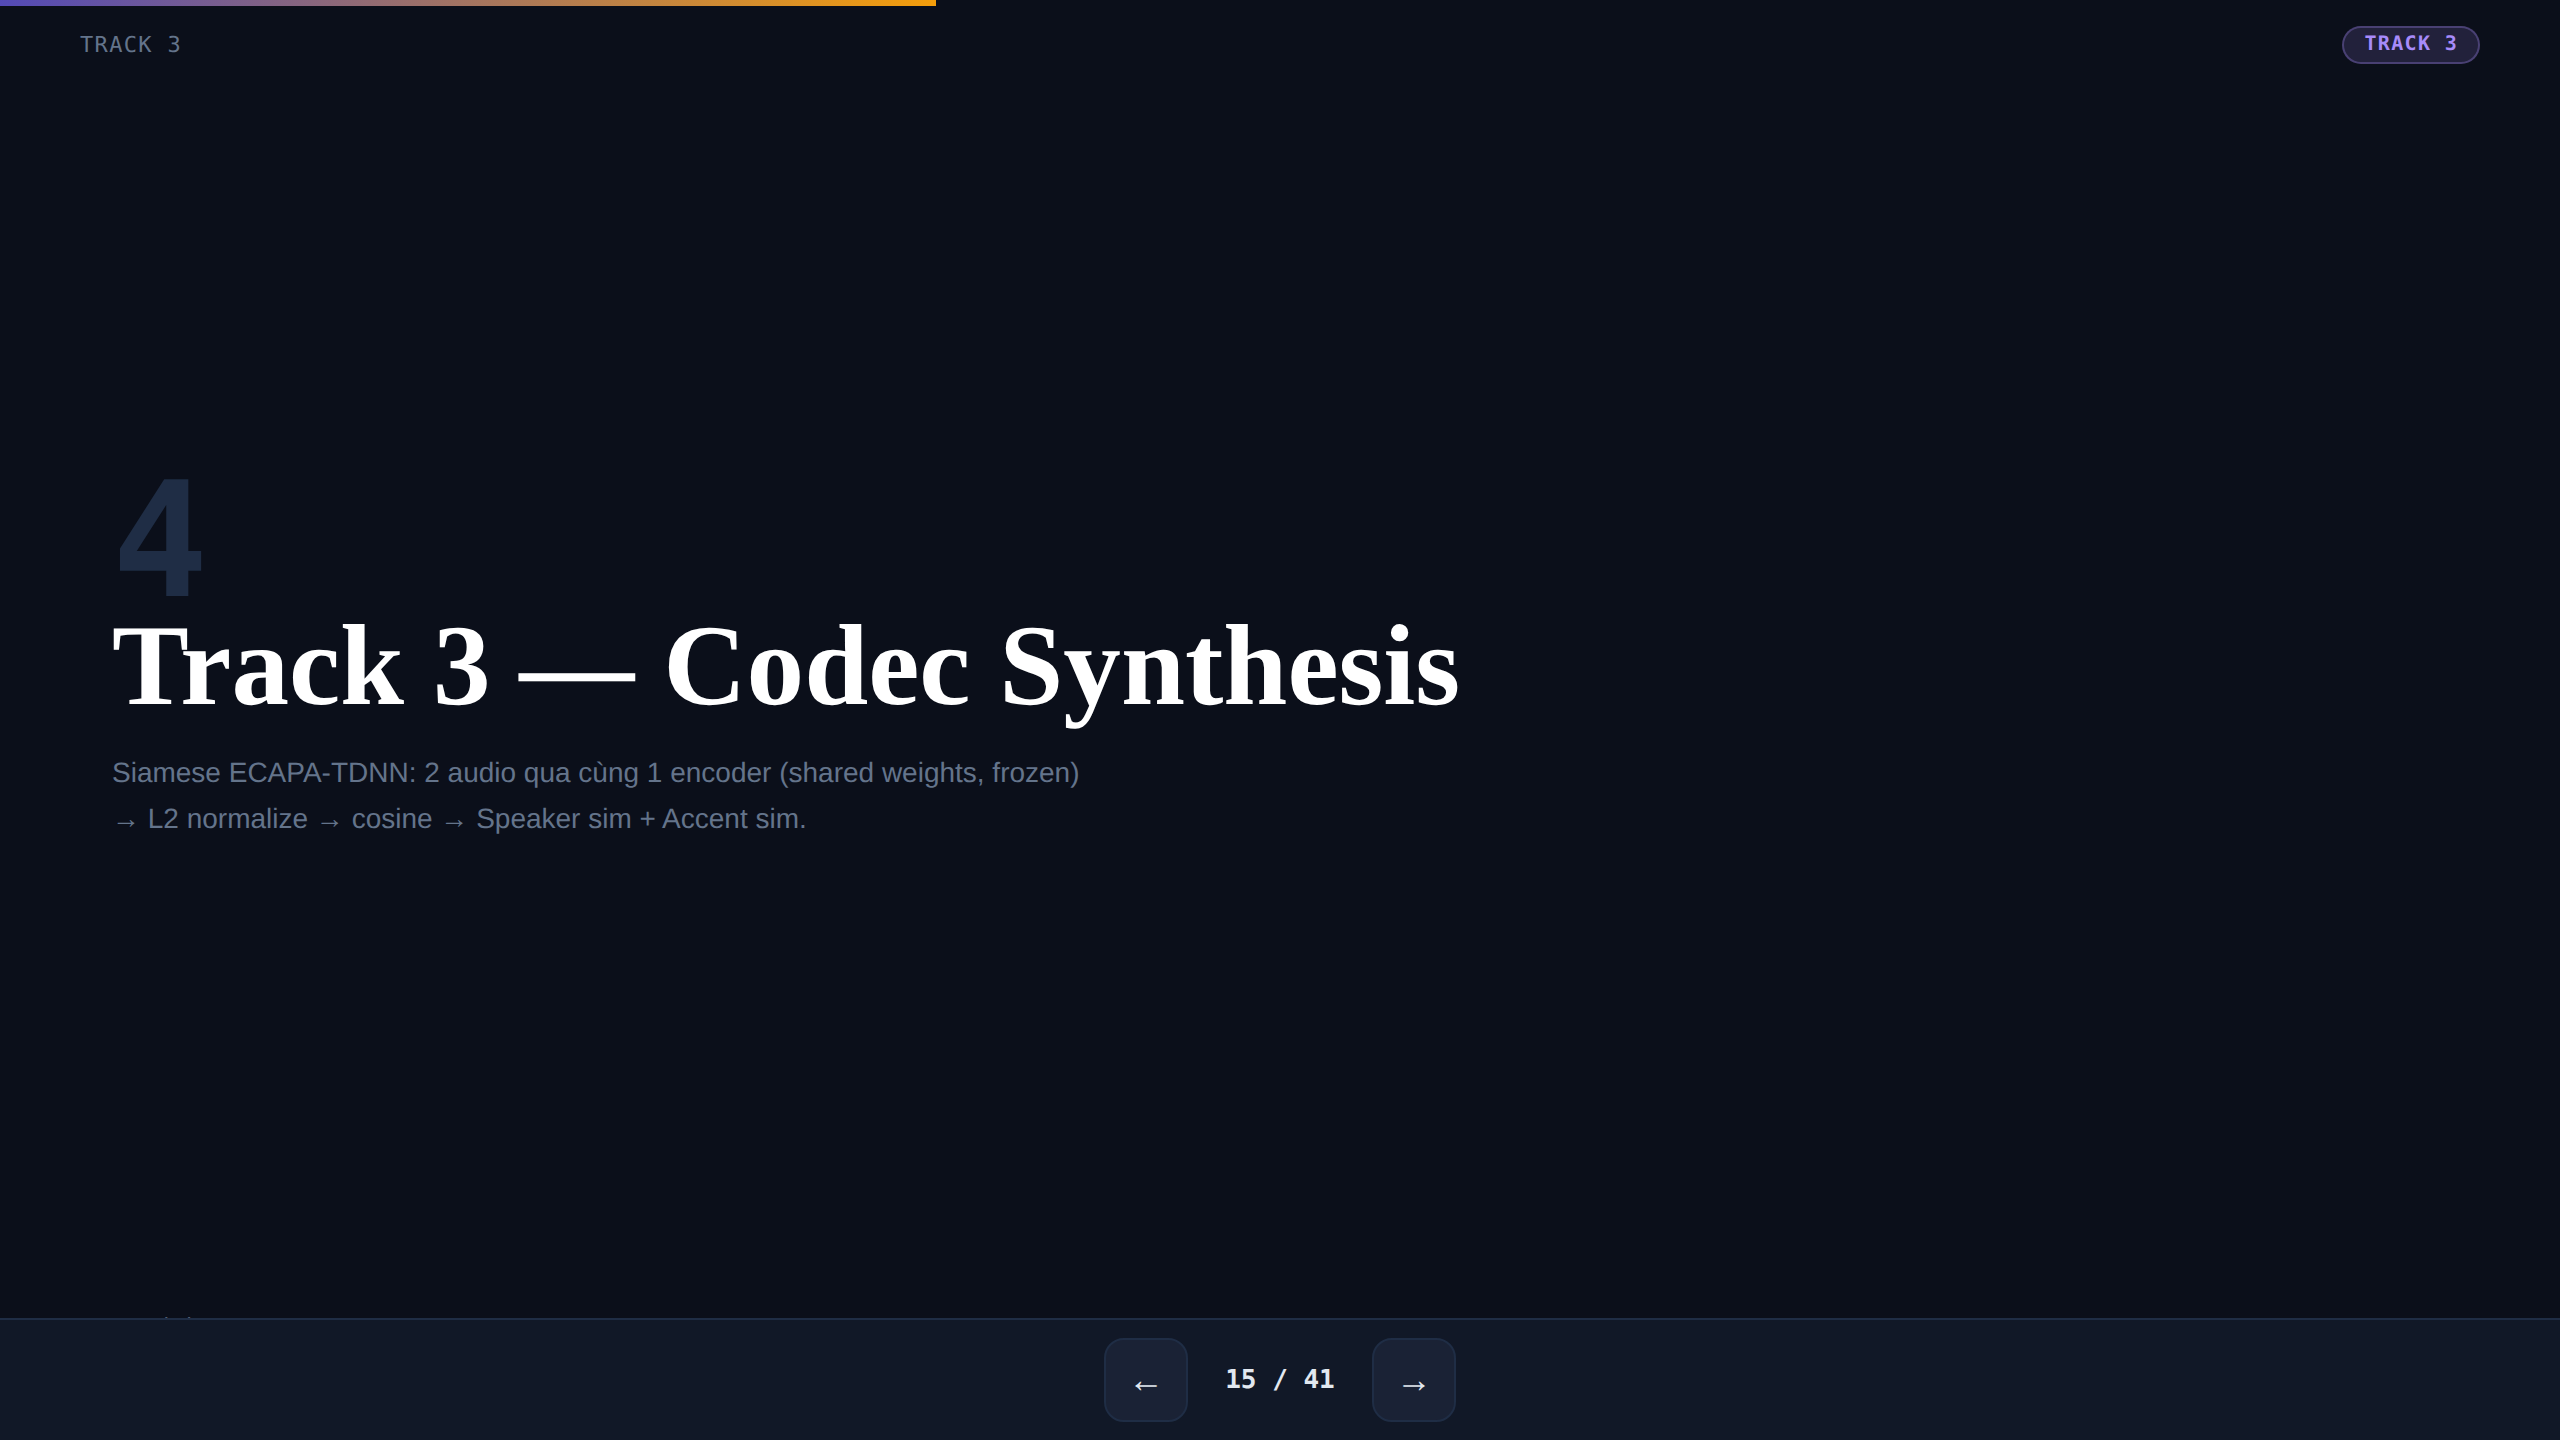 TRACK 3
TRACK 3
4
Track 3 — Codec Synthesis
Siamese ECAPA-TDNN: 2 audio qua cùng 1 encoder (shared weights, frozen)
→ L2 normalize → cosine → Speaker sim + Accent sim.
← 15 / 41 →